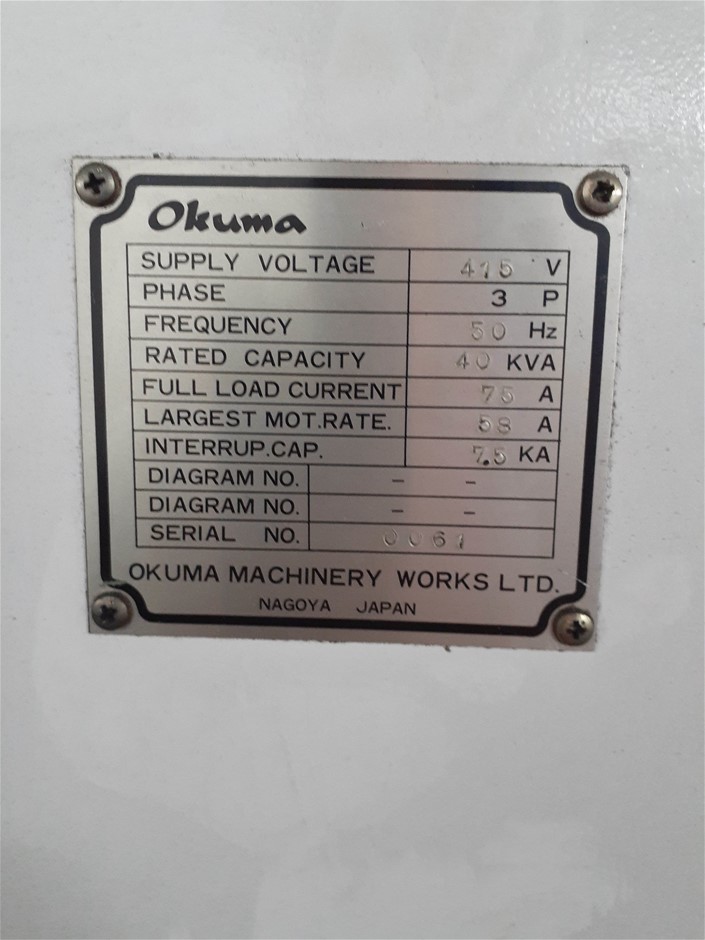 Okuma
SUPPLY VOLTAGE 415 V
PHASE 3 P
FREQUENCY 50 Hz
RATED CAPACITY 40 KVA
FULL LOAD CURRENT 75 A
LARGEST MOT.RATE. 58 A
INTERRUP.CAP. 7.5 KA
DIAGRAM NO. – –
DIAGRAM NO. – –
SERIAL NO. 0061
OKUMA MACHINERY WORKS LTD.
NAGOYA JAPAN